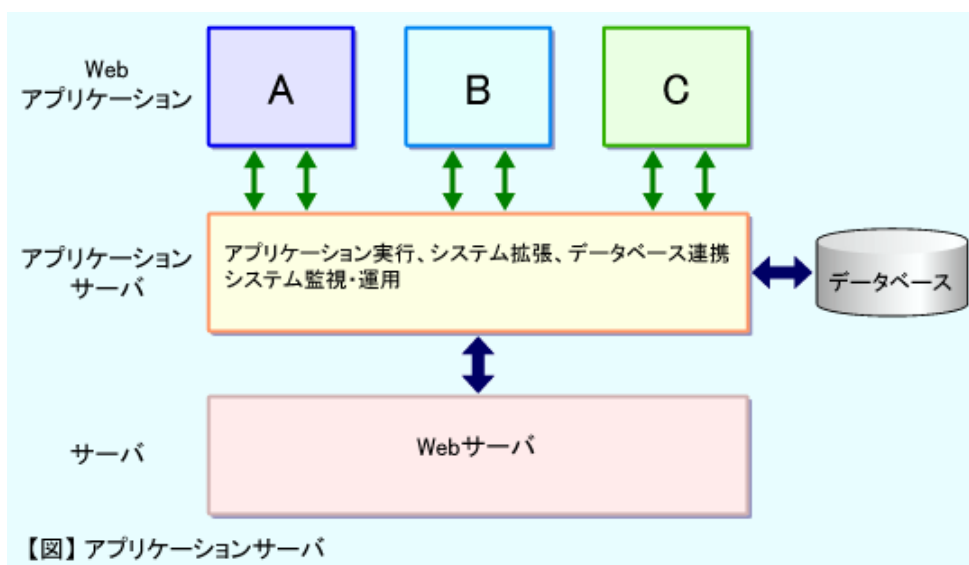 Web
アプリケーション
A
B
C
アプリケーション
サーバ
アプリケーション実行、システム拡張、データベース連携
システム監視・運用
データベース
サーバ
Webサーバ
【図】アプリケーションサーバ